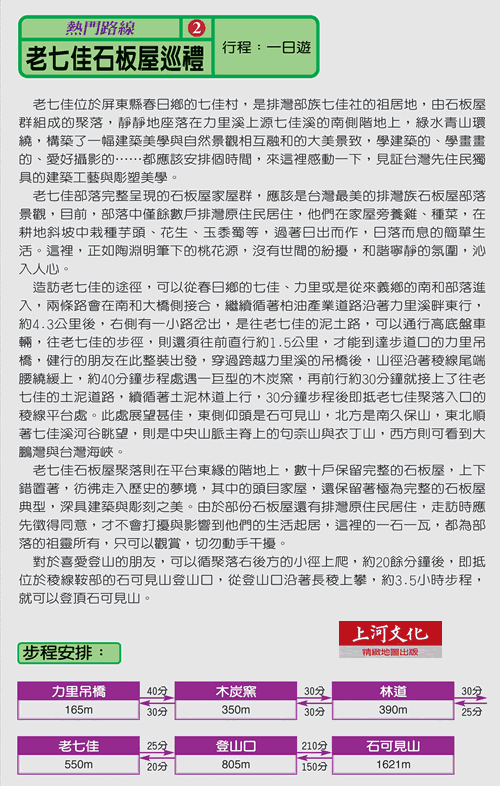 熱門路線 2
老七佳石板屋巡禮
行程：一日遊
老七佳位於屏東縣春日鄉的七佳村，是排灣部族七佳社的祖居地，由石板屋
群組成的聚落，靜靜地座落在力里溪上源七佳溪的南側階地上，綠水青山環
繞，構築了一幅建築美學與自然景觀相互融和的大美景致，學建築的、學畫畫
的、愛好攝影的⋯⋯都應該安排個時間，來這裡感動一下，見証台灣先住民獨
具的建築工藝與彫塑美學。
老七佳部落完整呈現的石板屋家屋群，應該是台灣最美的排灣族石板屋部落
景觀，目前，部落中僅餘數戶排灣原住民居住，他們在家屋旁養雞、種菜，在
耕地斜坡中栽種芋頭、花生、玉黍蜀等，過著日出而作，日落而息的簡單生
活。這裡，正如陶淵明筆下的桃花源，沒有世間的紛擾，和諧寧靜的氛圍，沁
入人心。
造訪老七佳的途徑，可以從春日鄉的七佳、力里或是從來義鄉的南和部落進
入，兩條路會在南和大橋側接合，繼續循著柏油產業道路沿著力里溪畔東行，
約4.3公里後，右側有一小路岔出，是往老七佳的泥土路，可以通行高底盤車
輛，往老七佳的步徑，則還須往前直行約1.5公里，才能到達步道口的力里吊
橋，健行的朋友在此整裝出發，穿過跨越力里溪的吊橋後，山徑沿著稜線尾端
腰繞緩上，約40分鐘步程處遇一巨型的木炭窯，再前行約30分鐘就接上了往老
七佳的土泥道路，續循著土泥林道上行，30分鐘步程後即抵老七佳聚落入口的
稜線平台處。此處展望甚佳，東側仰頭是石可見山，北方是南久保山，東北順
著七佳溪河谷眺望，則是中央山脈主脊上的句奈山與衣丁山，西方則可看到大
鵬灣與台灣海峽。
老七佳石板屋聚落則在平台東緣的階地上，數十戶保留完整的石板屋，上下
錯置著，彷彿走入歷史的夢境，其中的頭目家屋，還保留著極為完整的石板屋
典型，深具建築與彫刻之美。由於部份石板屋還有排灣原住民居住，走訪時應
先徵得同意，才不會打擾與影響到他們的生活起居，這裡的一石一瓦，都為部
落的祖靈所有，只可以觀賞，切勿動手干擾。
對於喜愛登山的朋友，可以循聚落右後方的小徑上爬，約20餘分鐘後，即抵
位於稜線鞍部的石可見山登山口，從登山口沿著長稜上攀，約3.5小時步程，
就可以登頂石可見山。
上河文化
精緻地圖出版
步程安排：
力里吊橋 40分 木炭窯 30分 林道 30分
165m 30分 350m 30分 390m 25分
老七佳 25分 登山口 210分 石可見山
550m 20分 805m 150分 1621m